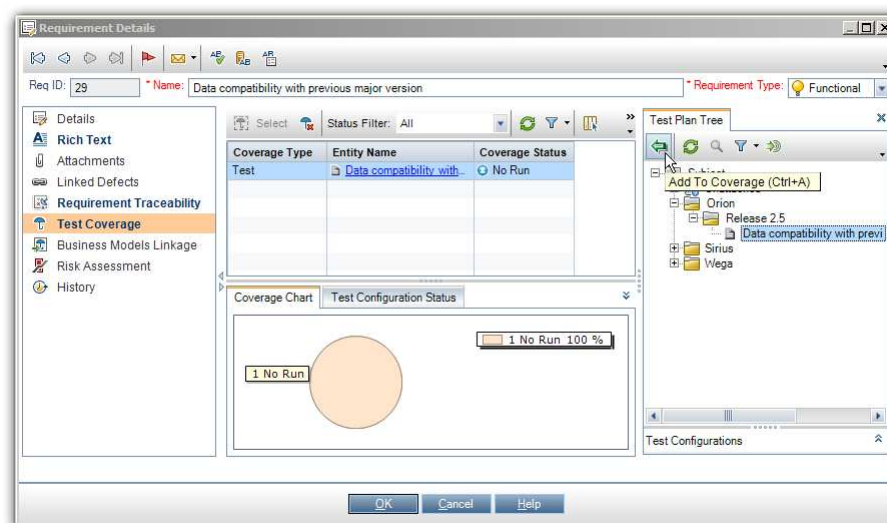 Requirement Details
Req ID: 29 * Name: Data compatibility with previous major version * Requirement Type: Functional
Details
Rich Text
Attachments
Linked Defects
Requirement Traceability
Test Coverage
Business Models Linkage
Risk Assessment
History
Select Status Filter: All
Coverage Type Entity Name Coverage Status
Test Data compatibility with... No Run
Coverage Chart Test Configuration Status
1 No Run 100 %
1 No Run
Test Plan Tree
Add To Coverage (Ctrl+A)
Orion
Release 2.5
Data compatibility with previ
Sirius
Wega
Test Configurations
OK Cancel Help